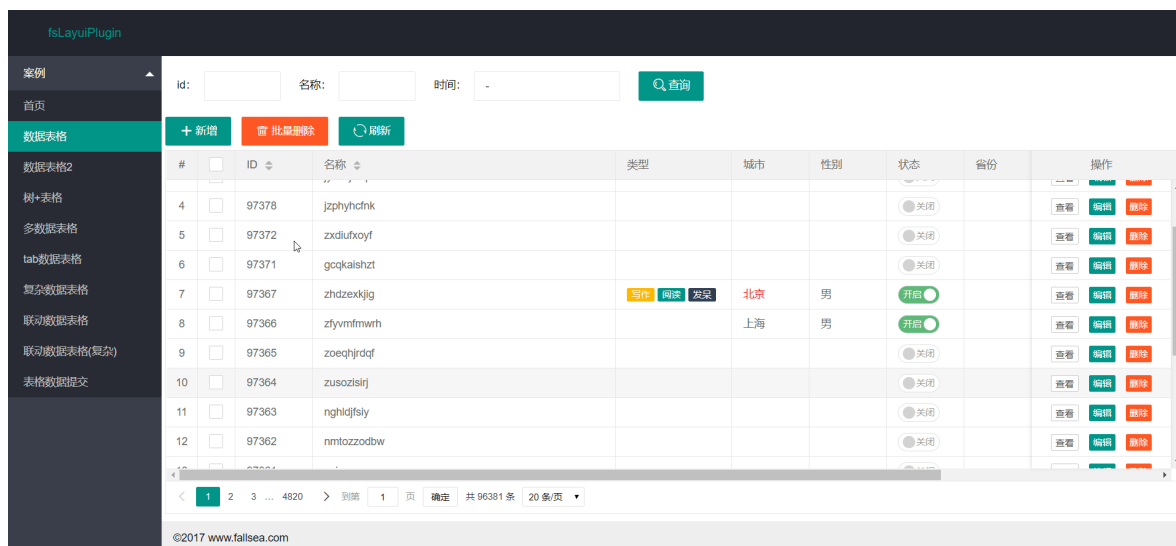 fsLayuiPlugin
案例
首页
数据表格
数据表格2
树+表格
多数据表格
tab数据表格
复杂数据表格
联动数据表格
联动数据表格(复杂)
表格数据提交
id: 名称: 时间: - 查询
新增 批量删除 刷新
# ID 名称 类型 城市 性别 状态 省份 操作
4 97378 jzphyhcfnk 关闭 查看 编辑 删除
5 97372 zxdiufxoyf 关闭 查看 编辑 删除
6 97371 gcqkaishzt 关闭 查看 编辑 删除
7 97367 zhdzexkjig 写作 阅读 发呆 北京 男 开启 查看 编辑 删除
8 97366 zfyvmfmwrh 上海 男 开启 查看 编辑 删除
9 97365 zoeqhjrdqf 关闭 查看 编辑 删除
10 97364 zusozisirj 关闭 查看 编辑 删除
11 97363 nghldjfsiy 关闭 查看 编辑 删除
12 97362 nmtozzodbw 关闭 查看 编辑 删除
1 2 3 ... 4820 到第 1 页 确定 共 96381 条 20 条/页
©2017 www.fallsea.com